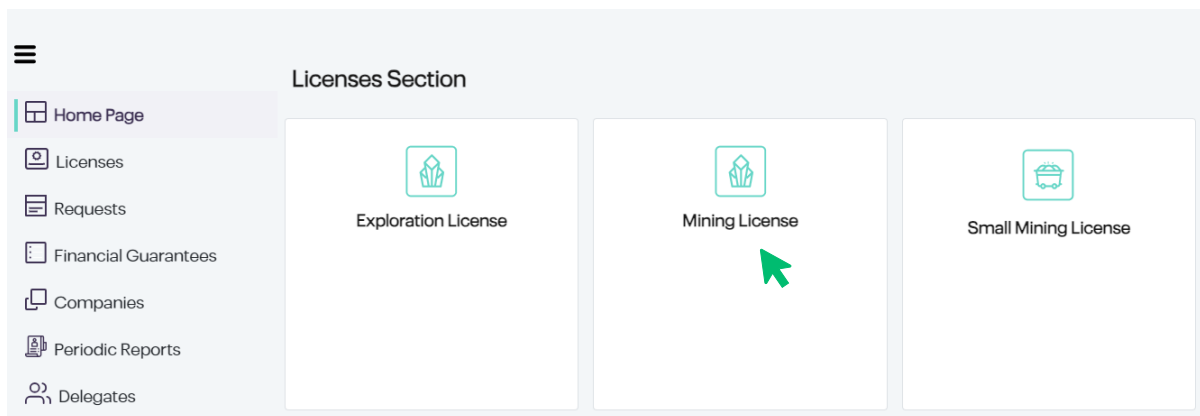 Licenses Section
Home Page
Licenses
Requests
Financial Guarantees
Companies
Periodic Reports
Delegates
Exploration License
Mining License
Small Mining License